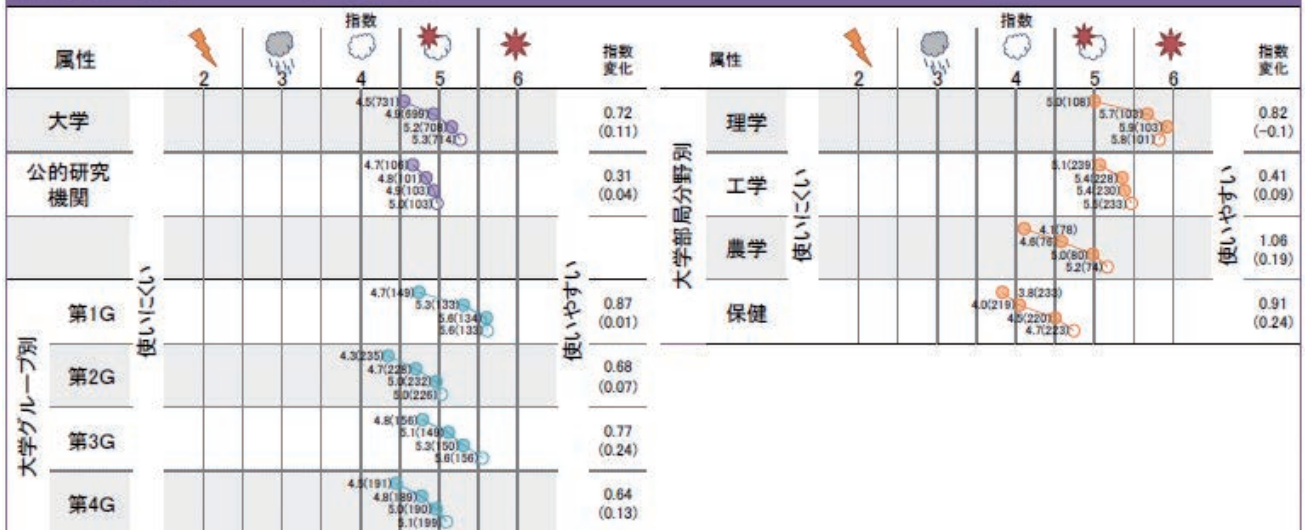 指数
属性
2
3
4
5
6
指数
変化
大学
4.5(731)
4.9(699)
5.2(708)
5.3(714)
0.72
(0.11)
公的研究
機関
4.7(106)
4.8(101)
4.9(103)
5.0(103)
0.31
(0.04)
使いにくい
使いやすい
大学グループ別
第1G
4.7(149)
5.3(133)
5.6(134)
5.6(133)
0.87
(0.01)
第2G
4.3(235)
4.7(228)
5.0(232)
5.0(226)
0.68
(0.07)
第3G
4.8(156)
5.1(149)
5.3(150)
5.6(156)
0.77
(0.24)
第4G
4.5(191)
4.8(189)
5.0(190)
5.1(199)
0.64
(0.13)
指数
属性
2
3
4
5
6
指数
変化
大学部局分野別
使いにくい
使いやすい
理学
5.0(108)
5.7(103)
5.9(103)
5.8(101)
0.82
(-0.1)
工学
5.1(239)
5.4(228)
5.4(230)
5.5(233)
0.41
(0.09)
農学
4.1(78)
4.6(76)
5.0(80)
5.2(74)
1.06
(0.19)
保健
3.8(233)
4.0(219)
4.5(220)
4.7(223)
0.91
(0.24)